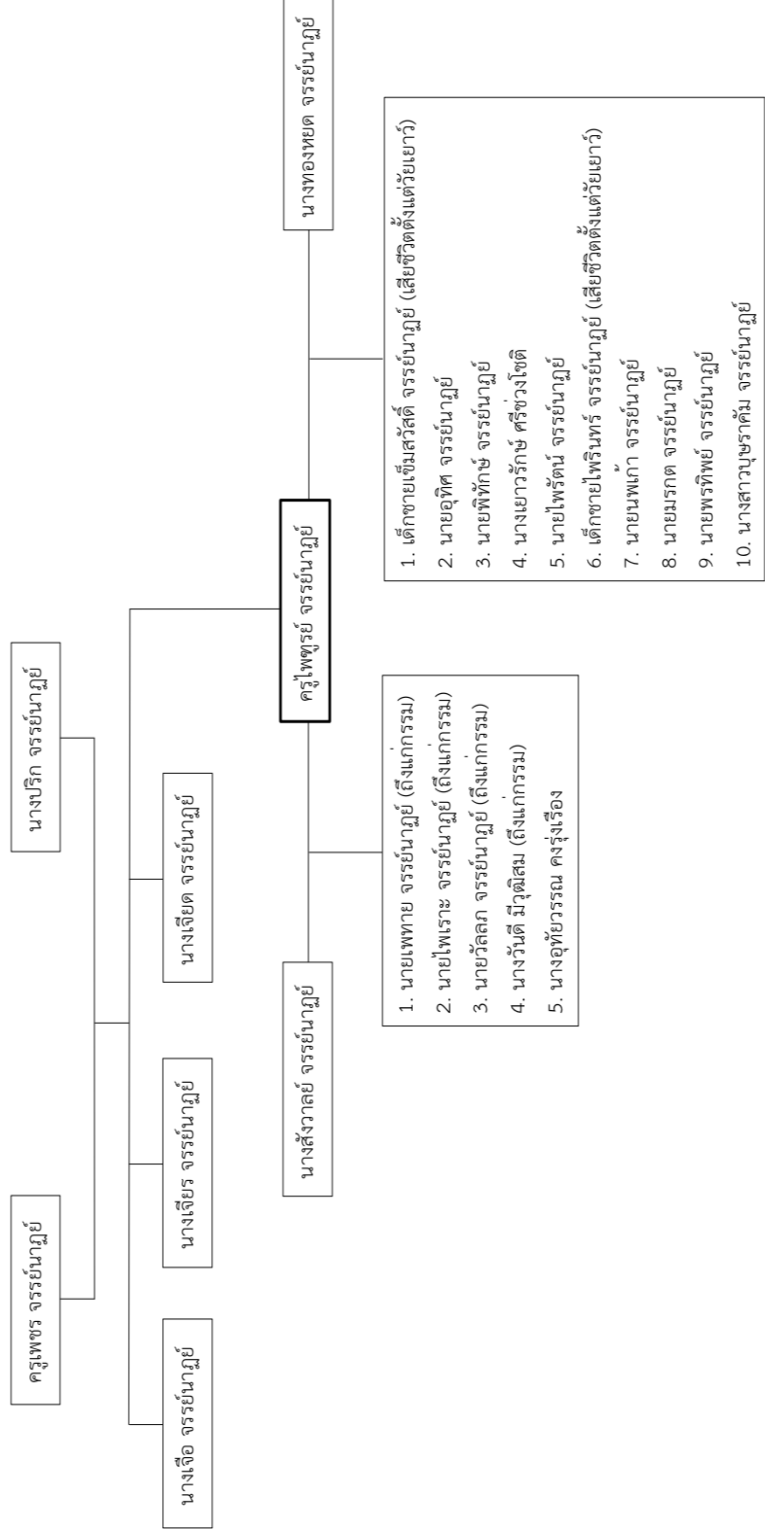 ครูเพชร จรรย์นาฏย์
นางปริก จรรย์นาฏย์
นางเจือ จรรย์นาฏย์
นางเจียร จรรย์นาฏย์
นางเจียด จรรย์นาฏย์
นางสังวาลย์ จรรย์นาฏย์
ครูไพฑูรย์ จรรย์นาฏย์
นางทองหยด จรรย์นาฏย์
1. นายเพทาย จรรย์นาฏย์ (ถึงแก่กรรม)
2. นายไพเราะ จรรย์นาฏย์ (ถึงแก่กรรม)
3. นายวัลลภ จรรย์นาฏย์ (ถึงแก่กรรม)
4. นางวันดี มีวุฒิสม (ถึงแก่กรรม)
5. นางอุทัยวรรณ คงรุ่งเรือง
1. เด็กชายเข็มสวัสดิ์ จรรย์นาฏย์ (เสียชีวิตตั้งแต่วัยเยาว์)
2. นายอุทิศ จรรย์นาฏย์
3. นายพิทักษ์ จรรย์นาฏย์
4. นางเยาวรักษ์ ศรีช่วงโชติ
5. นายไพรัตน์ จรรย์นาฏย์
6. เด็กชายไพรินทร์ จรรย์นาฏย์ (เสียชีวิตตั้งแต่วัยเยาว์)
7. นายนพเก้า จรรย์นาฏย์
8. นายมรกต จรรย์นาฏย์
9. นายพรทิพย์ จรรย์นาฏย์
10. นางสาวบุษราคัม จรรย์นาฏย์